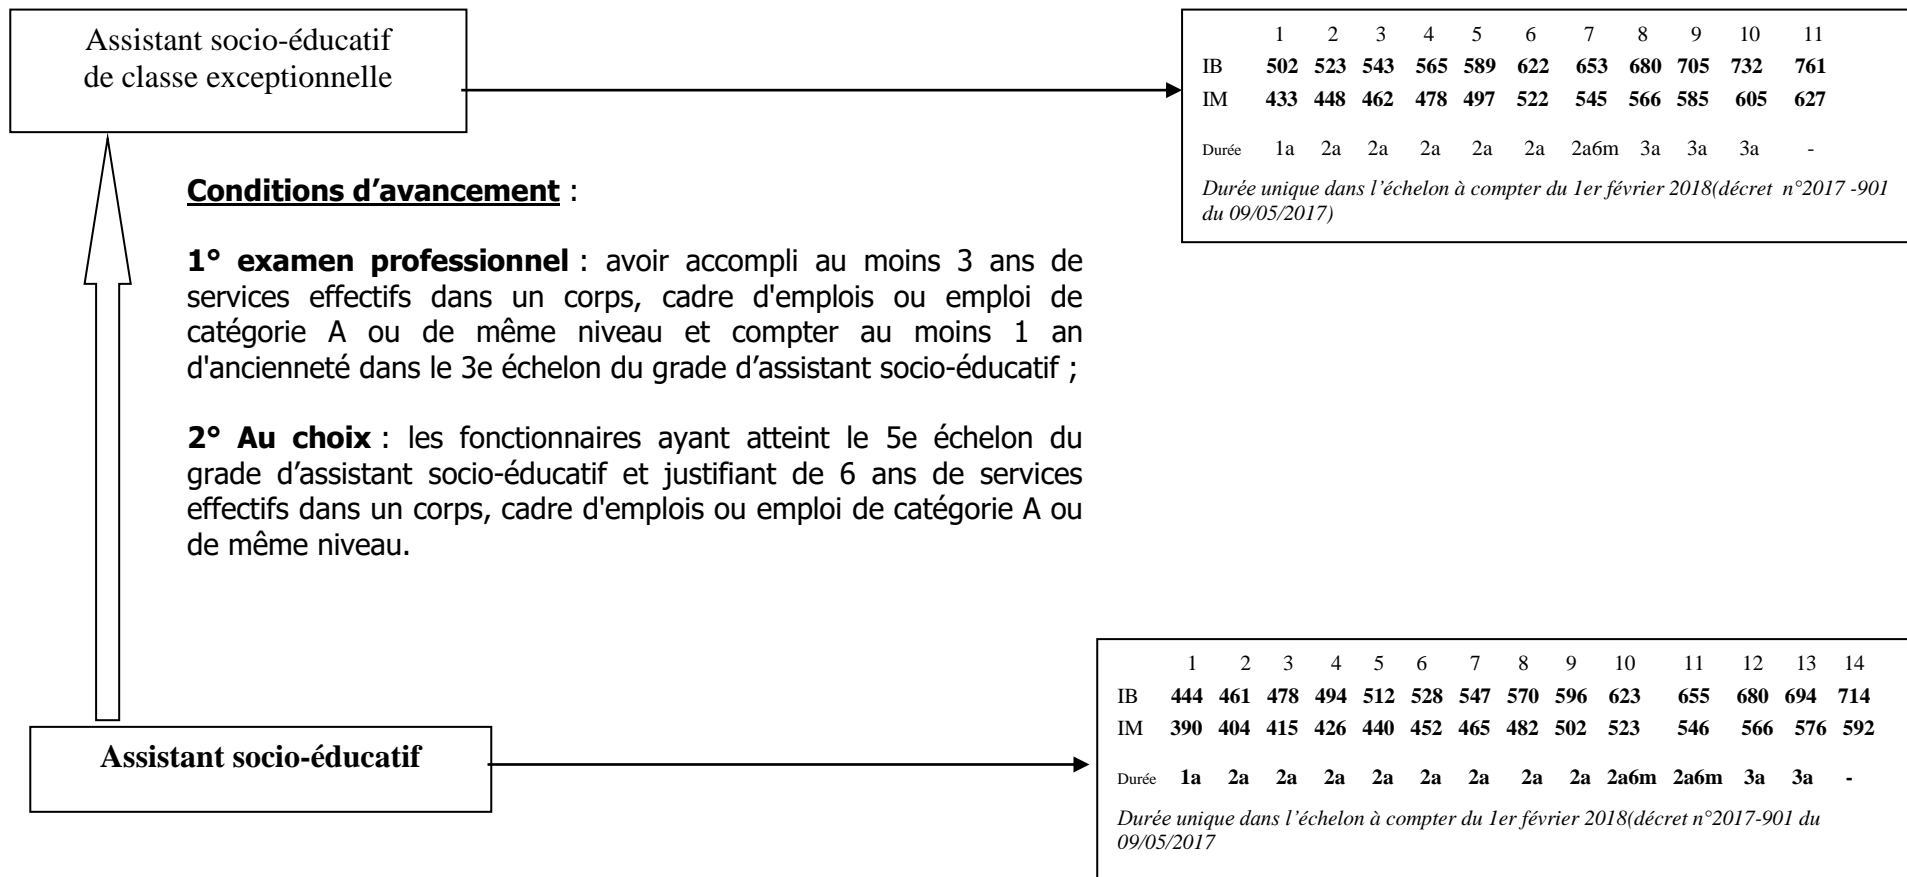 Assistant socio-éducatif
de classe exceptionnelle
1 2 3 4 5 6 7 8 9 10 11
IB 502 523 543 565 589 622 653 680 705 732 761
IM 433 448 462 478 497 522 545 566 585 605 627
Durée 1a 2a 2a 2a 2a 2a 2a6m 3a 3a 3a -
Durée unique dans l’échelon à compter du 1er février 2018(décret n°2017 -901
du 09/05/2017)
Conditions d’avancement :
1° examen professionnel : avoir accompli au moins 3 ans de
services effectifs dans un corps, cadre d'emplois ou emploi de
catégorie A ou de même niveau et compter au moins 1 an
d'ancienneté dans le 3e échelon du grade d’assistant socio-éducatif ;
2° Au choix : les fonctionnaires ayant atteint le 5e échelon du
grade d’assistant socio-éducatif et justifiant de 6 ans de services
effectifs dans un corps, cadre d'emplois ou emploi de catégorie A ou
de même niveau.
Assistant socio-éducatif
1 2 3 4 5 6 7 8 9 10 11 12 13 14
IB 444 461 478 494 512 528 547 570 596 623 655 680 694 714
IM 390 404 415 426 440 452 465 482 502 523 546 566 576 592
Durée 1a 2a 2a 2a 2a 2a 2a 2a 2a 2a6m 2a6m 3a 3a -
Durée unique dans l’échelon à compter du 1er février 2018(décret n°2017-901 du
09/05/2017